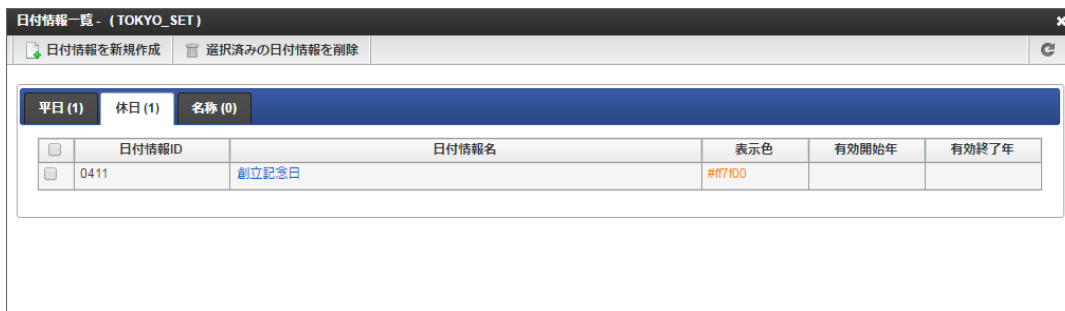 日付情報一覧 - ( TOKYO_SET )
日付情報を新規作成 選択済みの日付情報を削除
平日 (1) 休日 (1) 名称 (0)
日付情報ID 日付情報名 表示色 有効開始年 有効終了年
0411 創立記念日 #ff7f00